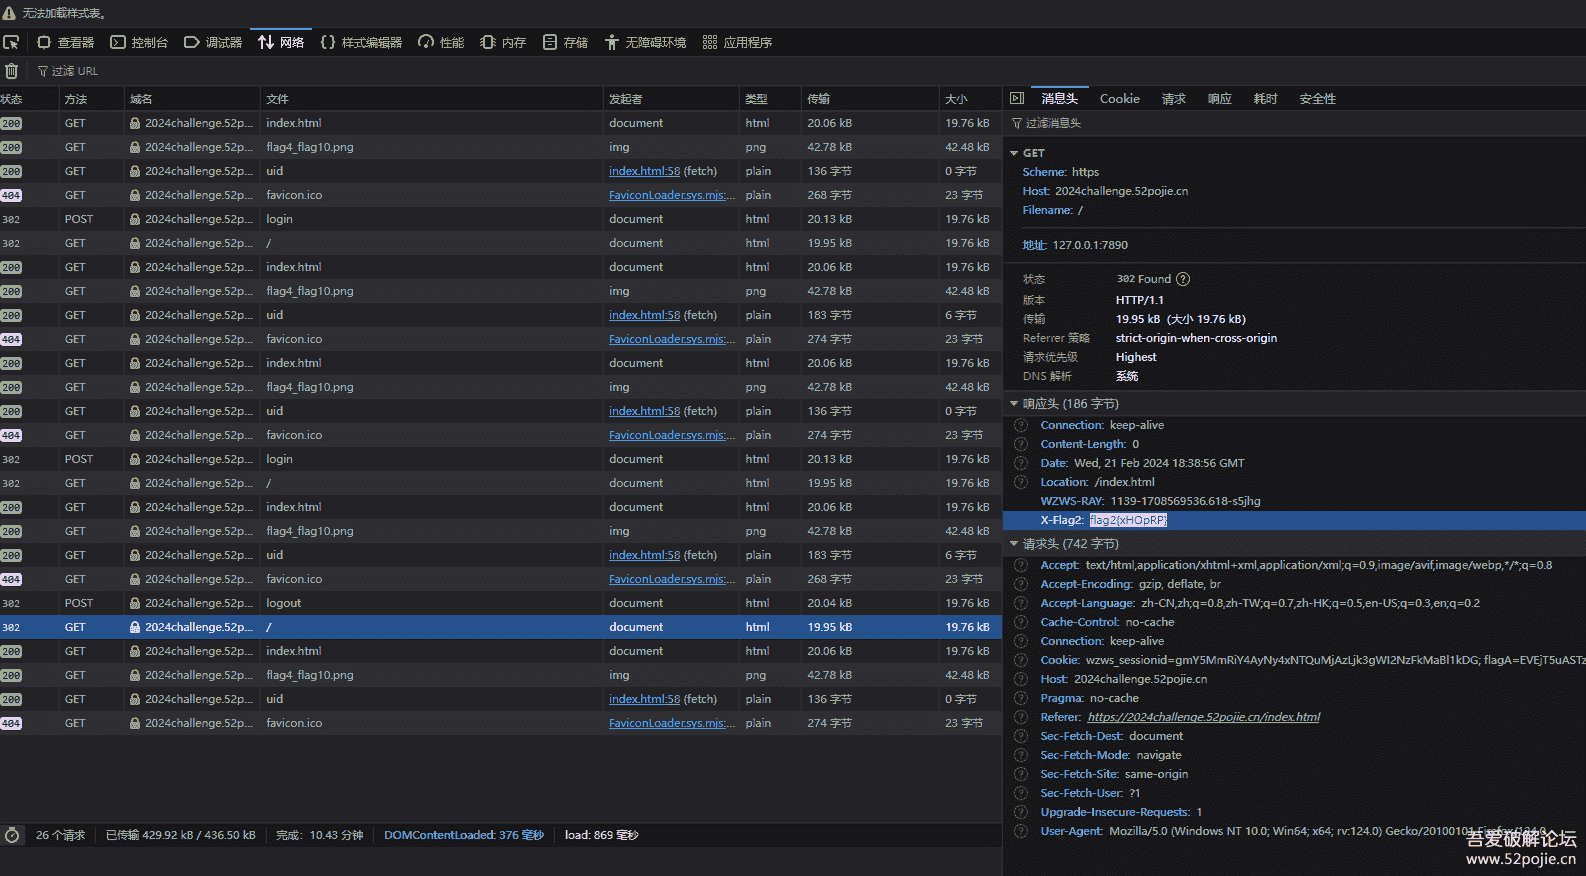 无法加载样式表。
查看器 控制台 调试器 网络 样式编辑器 性能 内存 存储 无障碍环境 应用程序
过滤 URL
状态 方法 域名 文件 发起者 类型 传输 大小
200 GET 2024challenge.52p... index.html document html 20.06 kB 19.76 kB
200 GET 2024challenge.52p... flag4_flag10.png img png 42.78 kB 42.48 kB
200 GET 2024challenge.52p... uid index.html:58 (fetch) plain 136 字节 0 字节
404 GET 2024challenge.52p... favicon.ico FaviconLoader.sys.mjs:... plain 268 字节 23 字节
302 POST 2024challenge.52p... login document html 20.13 kB 19.76 kB
302 GET 2024challenge.52p... / document html 19.95 kB 19.76 kB
200 GET 2024challenge.52p... index.html document html 20.06 kB 19.76 kB
200 GET 2024challenge.52p... flag4_flag10.png img png 42.78 kB 42.48 kB
200 GET 2024challenge.52p... uid index.html:58 (fetch) plain 183 字节 6 字节
404 GET 2024challenge.52p... favicon.ico FaviconLoader.sys.mjs:... plain 274 字节 23 字节
200 GET 2024challenge.52p... index.html document html 20.06 kB 19.76 kB
200 GET 2024challenge.52p... flag4_flag10.png img png 42.78 kB 42.48 kB
200 GET 2024challenge.52p... uid index.html:58 (fetch) plain 136 字节 0 字节
404 GET 2024challenge.52p... favicon.ico FaviconLoader.sys.mjs:... plain 274 字节 23 字节
302 POST 2024challenge.52p... login document html 20.13 kB 19.76 kB
302 GET 2024challenge.52p... / document html 19.95 kB 19.76 kB
200 GET 2024challenge.52p... index.html document html 20.06 kB 19.76 kB
200 GET 2024challenge.52p... flag4_flag10.png img png 42.78 kB 42.48 kB
200 GET 2024challenge.52p... uid index.html:58 (fetch) plain 183 字节 6 字节
404 GET 2024challenge.52p... favicon.ico FaviconLoader.sys.mjs:... plain 268 字节 23 字节
302 POST 2024challenge.52p... logout document html 20.04 kB 19.76 kB
302 GET 2024challenge.52p... / document html 19.95 kB 19.76 kB
200 GET 2024challenge.52p... index.html document html 20.06 kB 19.76 kB
200 GET 2024challenge.52p... flag4_flag10.png img png 42.78 kB 42.48 kB
200 GET 2024challenge.52p... uid index.html:58 (fetch) plain 136 字节 0 字节
404 GET 2024challenge.52p... favicon.ico FaviconLoader.sys.mjs:... plain 274 字节 23 字节
26 个请求 已传输 429.92 kB / 436.50 kB 完成：10.43 分钟 DOMContentLoaded: 376 毫秒 load: 869 毫秒
消息头 Cookie 请求 响应 耗时 安全性
过滤消息头
GET
Scheme: https
Host: 2024challenge.52pojie.cn
Filename: /
地址: 127.0.0.1:7890
状态 302 Found ?
版本 HTTP/1.1
传输 19.95 kB（大小 19.76 kB）
Referrer 策略 strict-origin-when-cross-origin
请求优先级 Highest
DNS 解析 系统
响应头 (186 字节)
Connection: keep-alive
Content-Length: 0
Date: Wed, 21 Feb 2024 18:38:56 GMT
Location: /index.html
WZWS-RAY: 1139-1708569536.618-s5jhg
X-Flag2: flag2{xHOpRP}
请求头 (742 字节)
Accept: text/html,application/xhtml+xml,application/xml;q=0.9,image/avif,image/webp,*/*;q=0.8
Accept-Encoding: gzip, deflate, br
Accept-Language: zh-CN,zh;q=0.8,zh-TW;q=0.7,zh-HK;q=0.5,en-US;q=0.3,en;q=0.2
Cache-Control: no-cache
Connection: keep-alive
Cookie: wzws_sessionid=gmY5MmRiY4AyNy4xNTQuMjAzLjk3gWI2NzFkMaBl1kDG; flagA=EVEjT5uASTz
Host: 2024challenge.52pojie.cn
Pragma: no-cache
Referer: https://2024challenge.52pojie.cn/index.html
Sec-Fetch-Dest: document
Sec-Fetch-Mode: navigate
Sec-Fetch-Site: same-origin
Sec-Fetch-User: ?1
Upgrade-Insecure-Requests: 1
User-Agent: Mozilla/5.0 (Windows NT 10.0; Win64; x64; rv:124.0) Gecko/20100101 Firefox/124.0
吾爱破解论坛
www.52pojie.cn